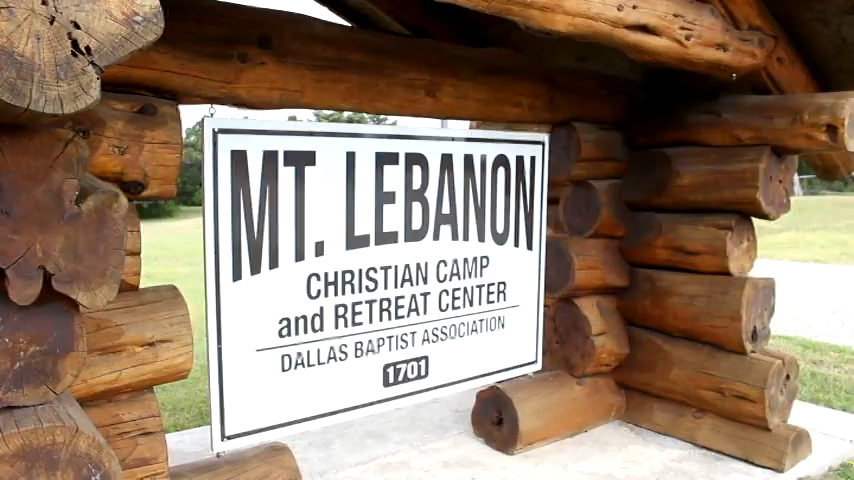 MT. LEBANON
CHRISTIAN CAMP
and RETREAT CENTER
DALLAS BAPTIST ASSOCIATION
1701